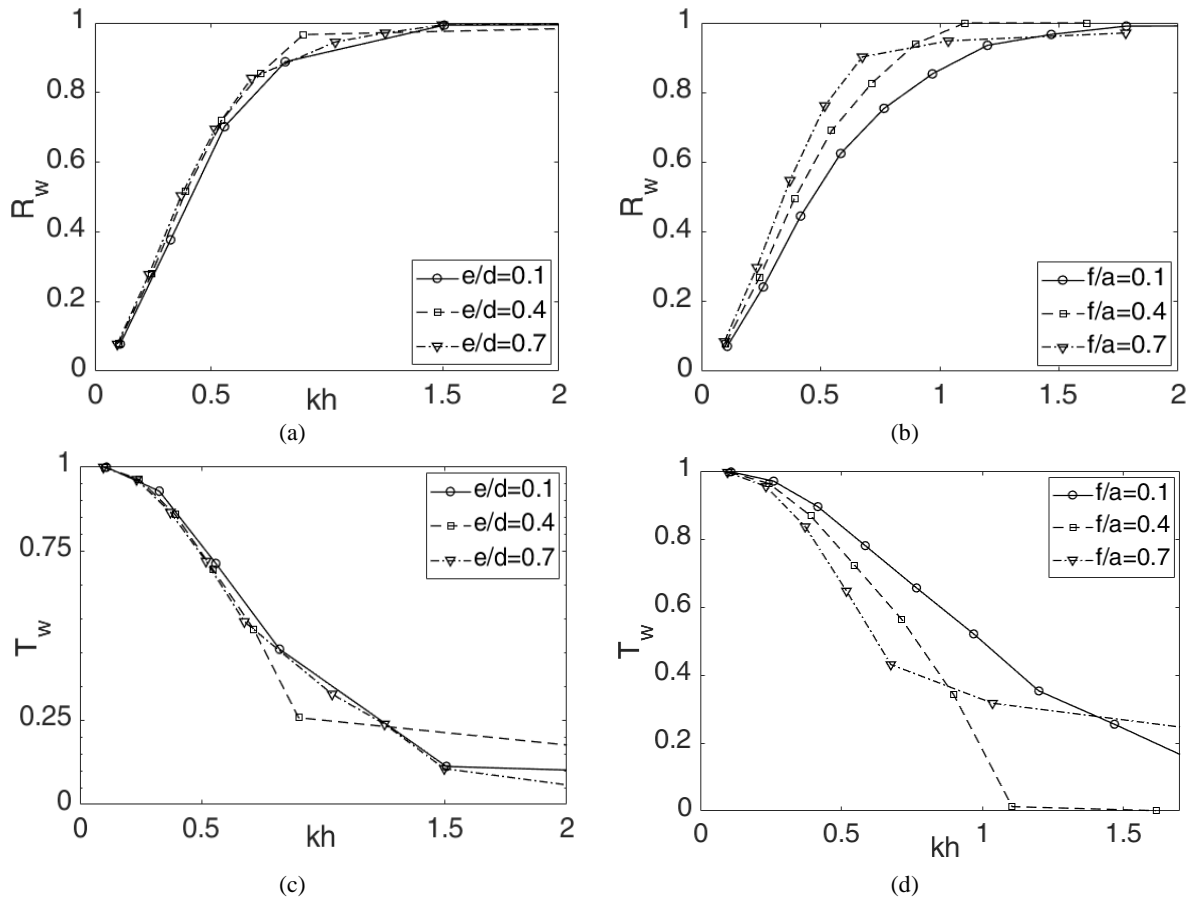 1
0.8
0.6
0.4
0.2
0
R_w
0 0.5 1 1.5 2
kh
e/d=0.1
e/d=0.4
e/d=0.7
(a)
1
0.8
0.6
0.4
0.2
0
R_w
0 0.5 1 1.5 2
kh
f/a=0.1
f/a=0.4
f/a=0.7
(b)
1
0.75
0.25
0
T_w
0 0.5 1.5 2
kh
e/d=0.1
e/d=0.4
e/d=0.7
(c)
1
0.8
0.6
0.4
0.2
0
T_w
0 0.5 1 1.5
kh
f/a=0.1
f/a=0.4
f/a=0.7
(d)